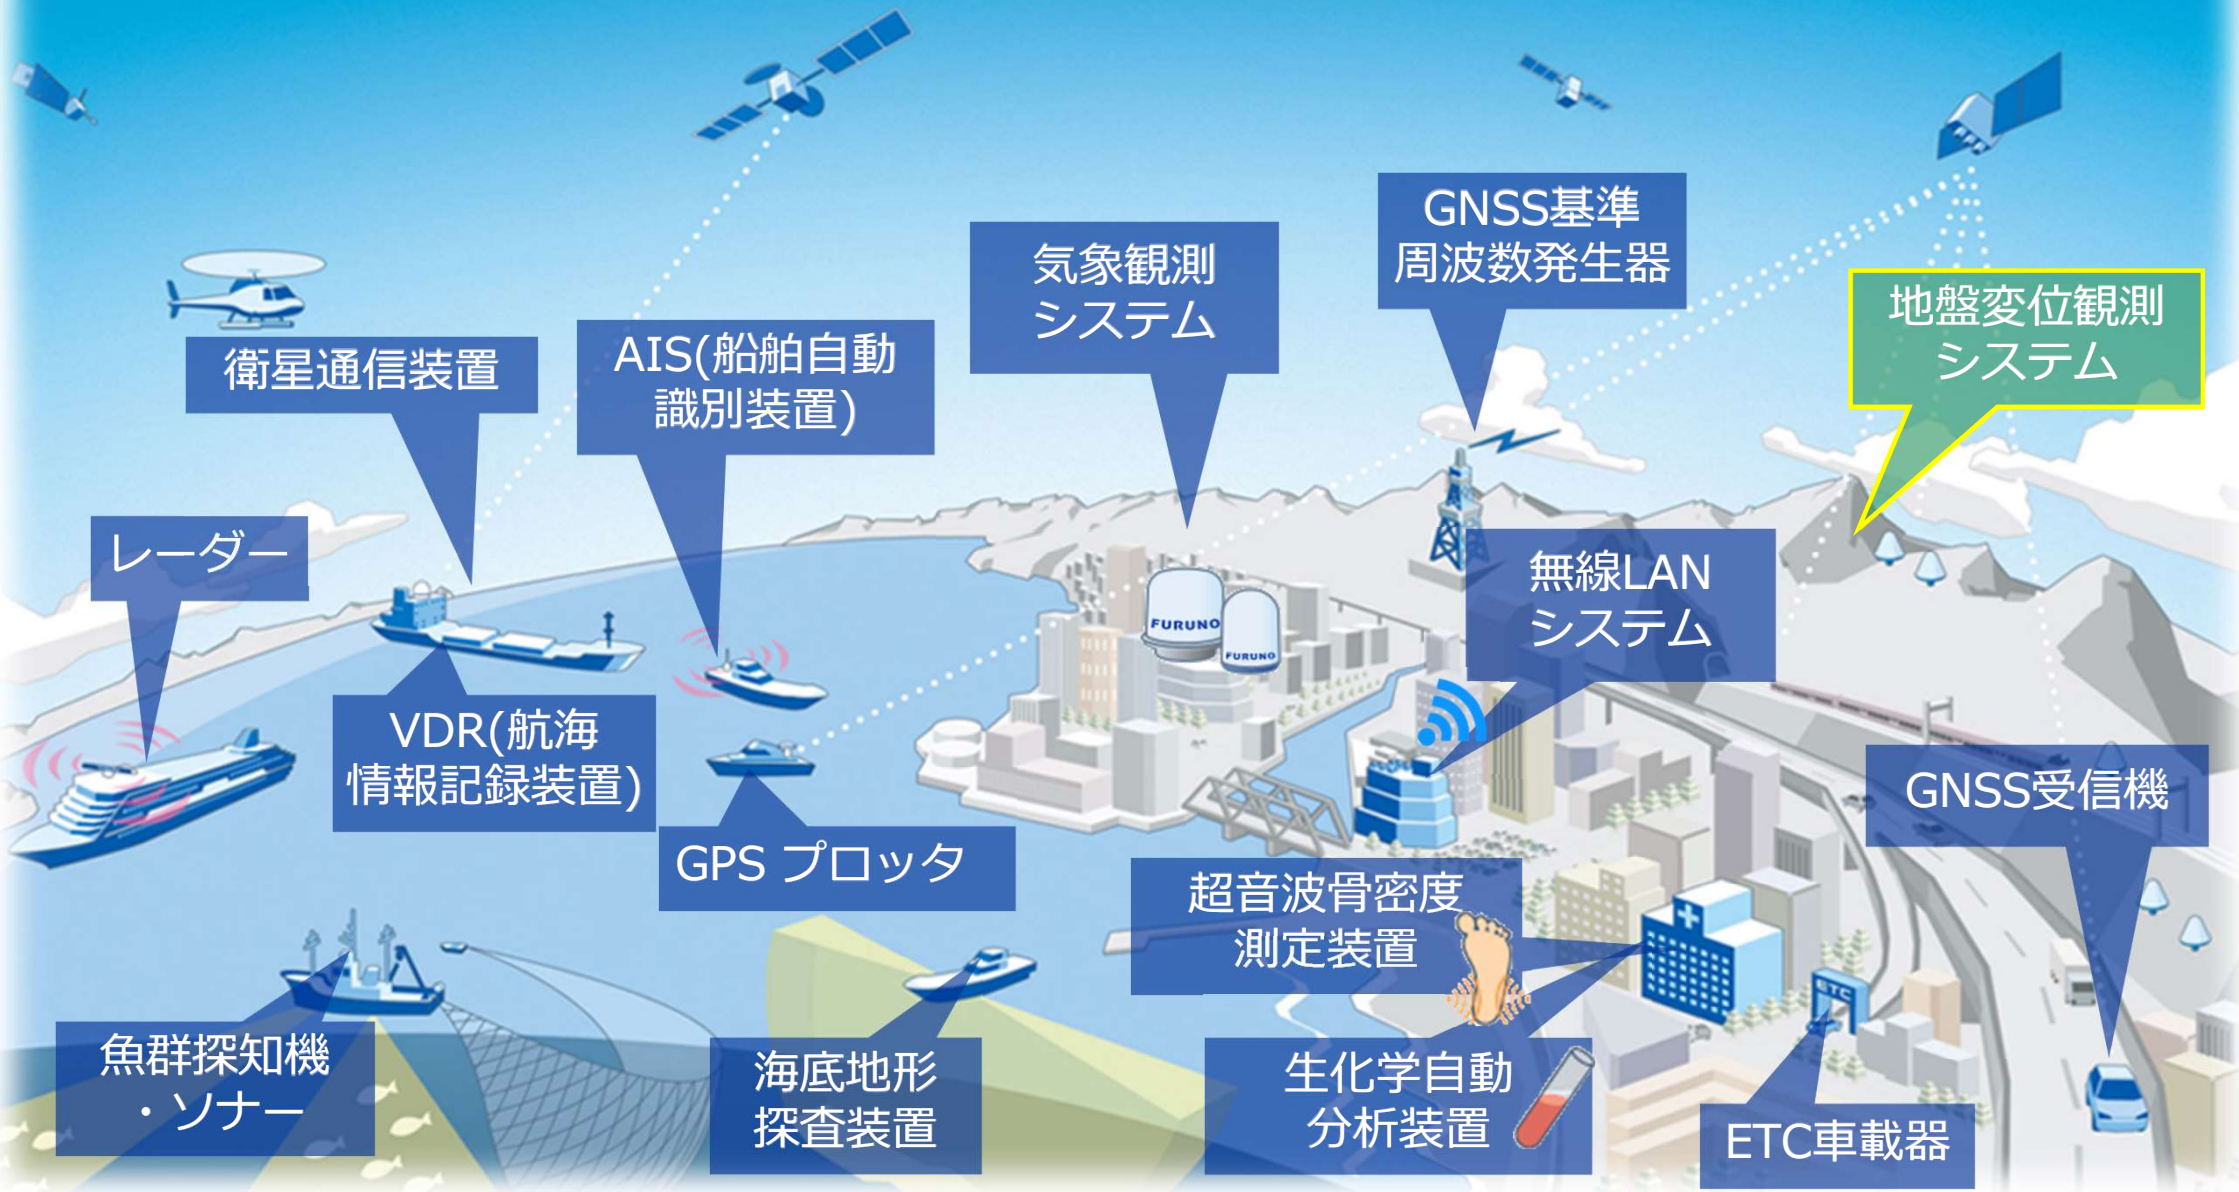 GNSS基準
周波数発生器
気象観測
システム
地盤変位観測
システム
衛星通信装置
AIS(船舶自動
識別装置)
レーダー
無線LAN
システム
FURUNO
FURUNO
VDR(航海
情報記録装置)
GNSS受信機
GPS プロッタ
超音波骨密度
測定装置
ETC
魚群探知機
・ソナー
海底地形
探査装置
生化学自動
分析装置
ETC車載器